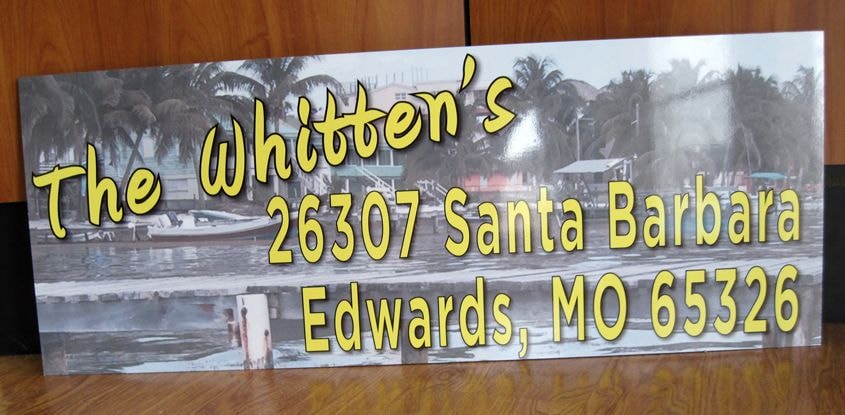 The Whitten's
26307 Santa Barbara
Edwards, MO 65326